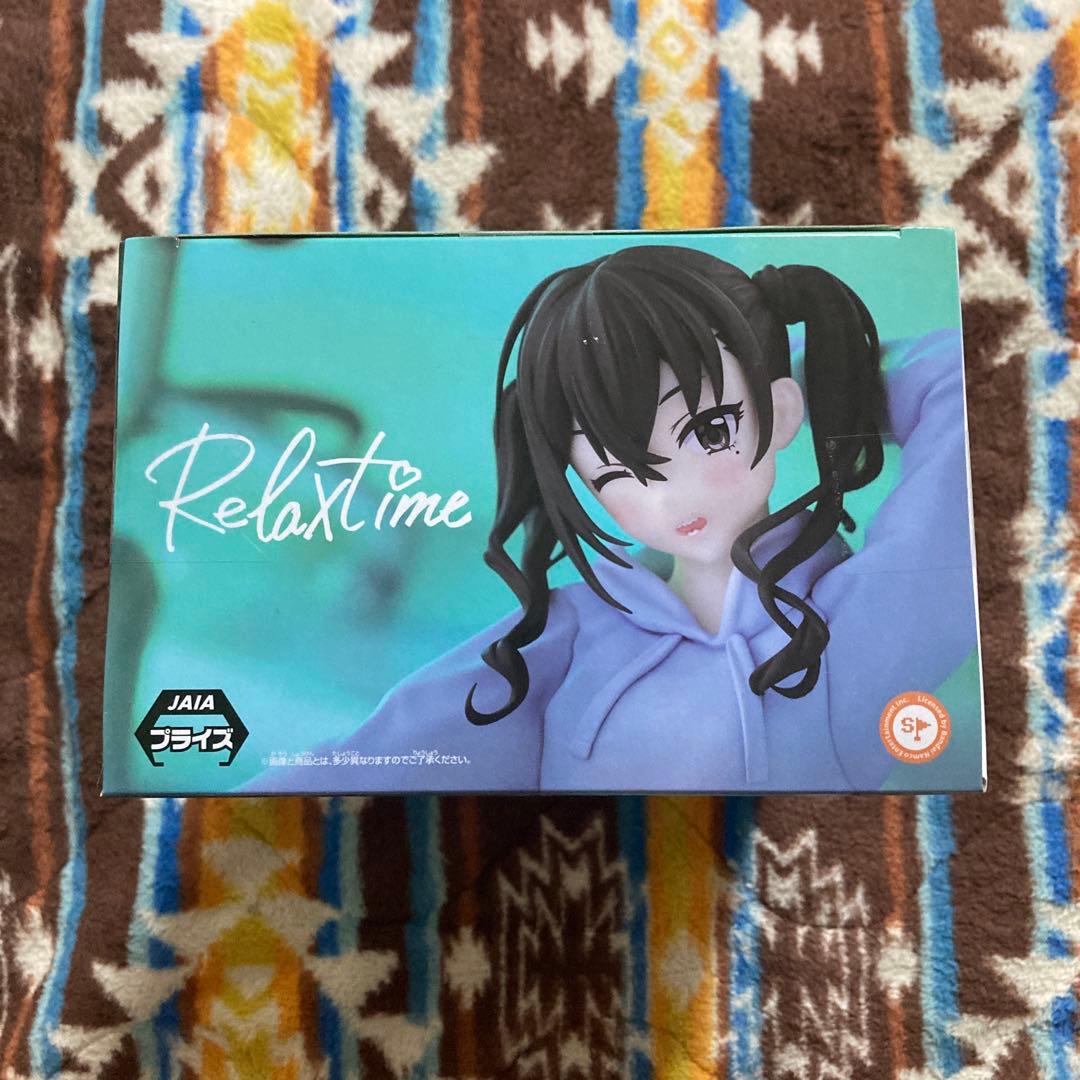 Relaxtime
JAIA
プライズ
※画像と商品とは、多少異なりますのでご了承ください。
SP
Licensed by Bandai Namco Entertainment Inc.